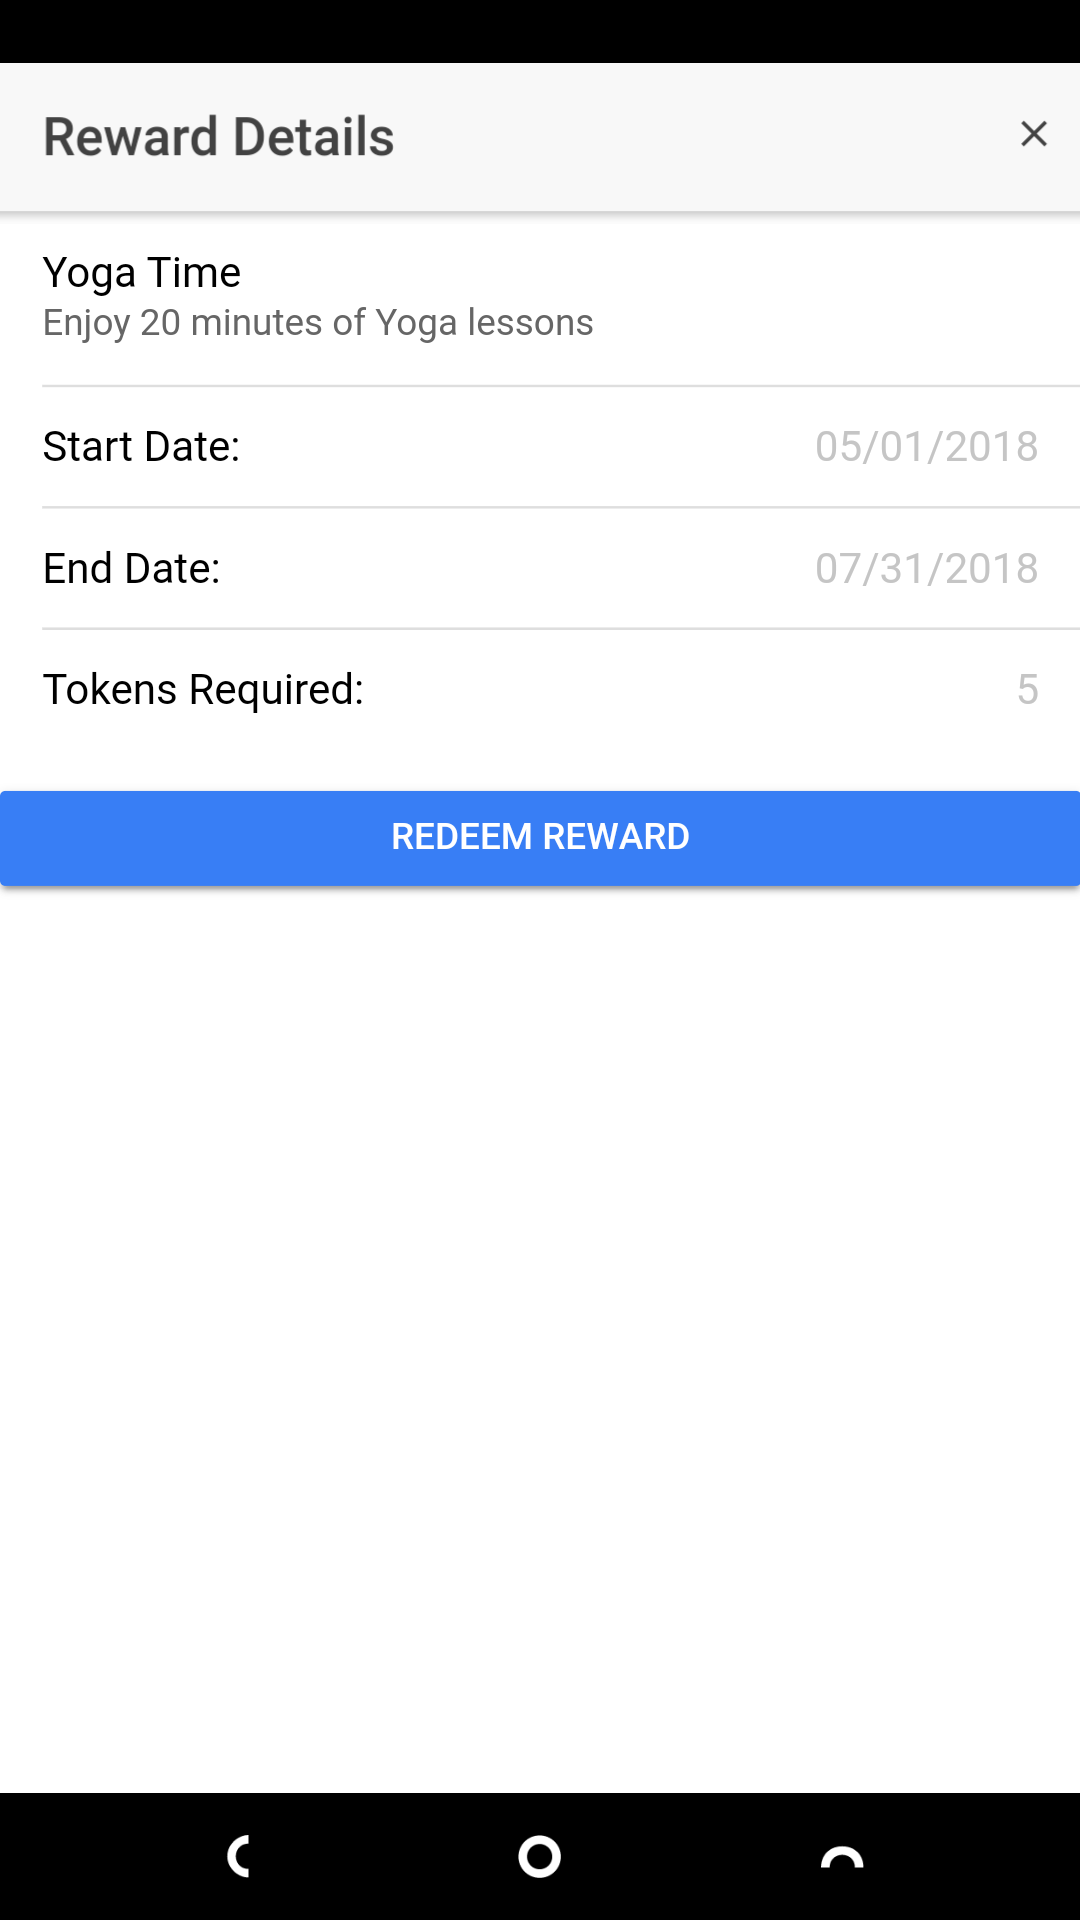 Reward Details
Yoga Time
Enjoy 20 minutes of Yoga lessons
Start Date: 05/01/2018
End Date: 07/31/2018
Tokens Required: 5
REDEEM REWARD